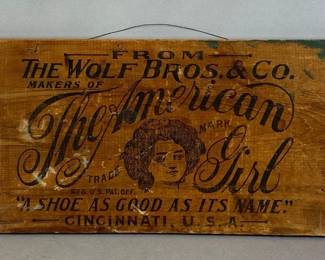 FROM
THE WOLF BROS. & CO.
MAKERS OF
The American Girl
TRADE MARK
REG. U.S. PAT. OFF.
"A SHOE AS GOOD AS ITS NAME."
CINCINNATI, U.S.A.